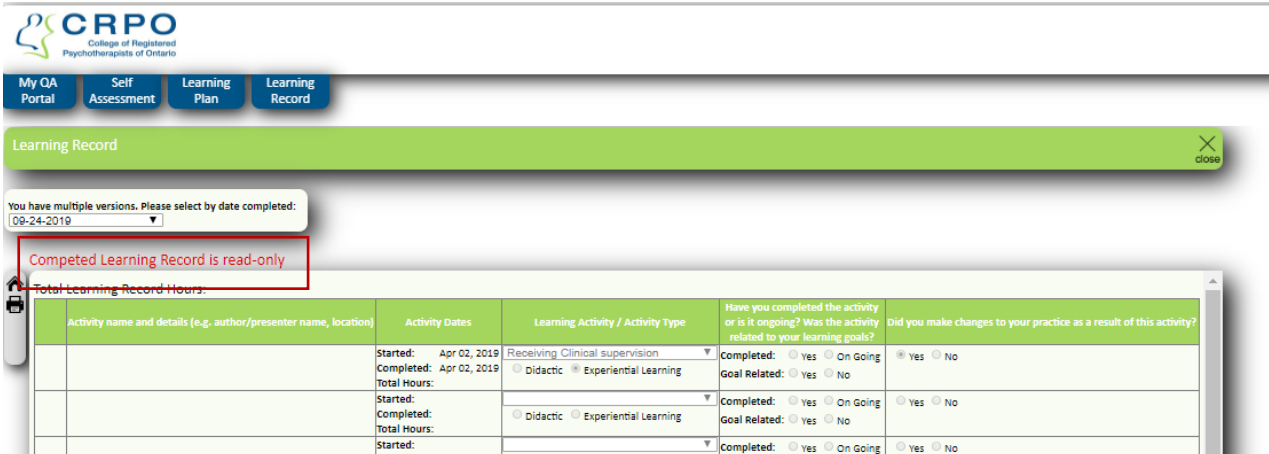 CRPO
College of Registered
Psychotherapists of Ontario
My QA
Portal
Self
Assessment
Learning
Plan
Learning
Record
Learning Record
close
You have multiple versions. Please select by date completed:
09-24-2019
Competed Learning Record is read-only
Total Learning Record Hours:
Activity name and details (e.g. author/presenter name, location)
Activity Dates
Learning Activity / Activity Type
Have you completed the activity
or is it ongoing? Was the activity
related to your learning goals?
Did you make changes to your practice as a result of this activity?
Started: Apr 02, 2019
Completed: Apr 02, 2019
Total Hours:
Receiving Clinical supervision
Didactic Experiential Learning
Completed: Yes On Going
Goal Related: Yes No
Yes No
Started:
Completed:
Total Hours:
Didactic Experiential Learning
Completed: Yes On Going
Goal Related: Yes No
Yes No
Started:
Completed: Yes On Going
Yes No